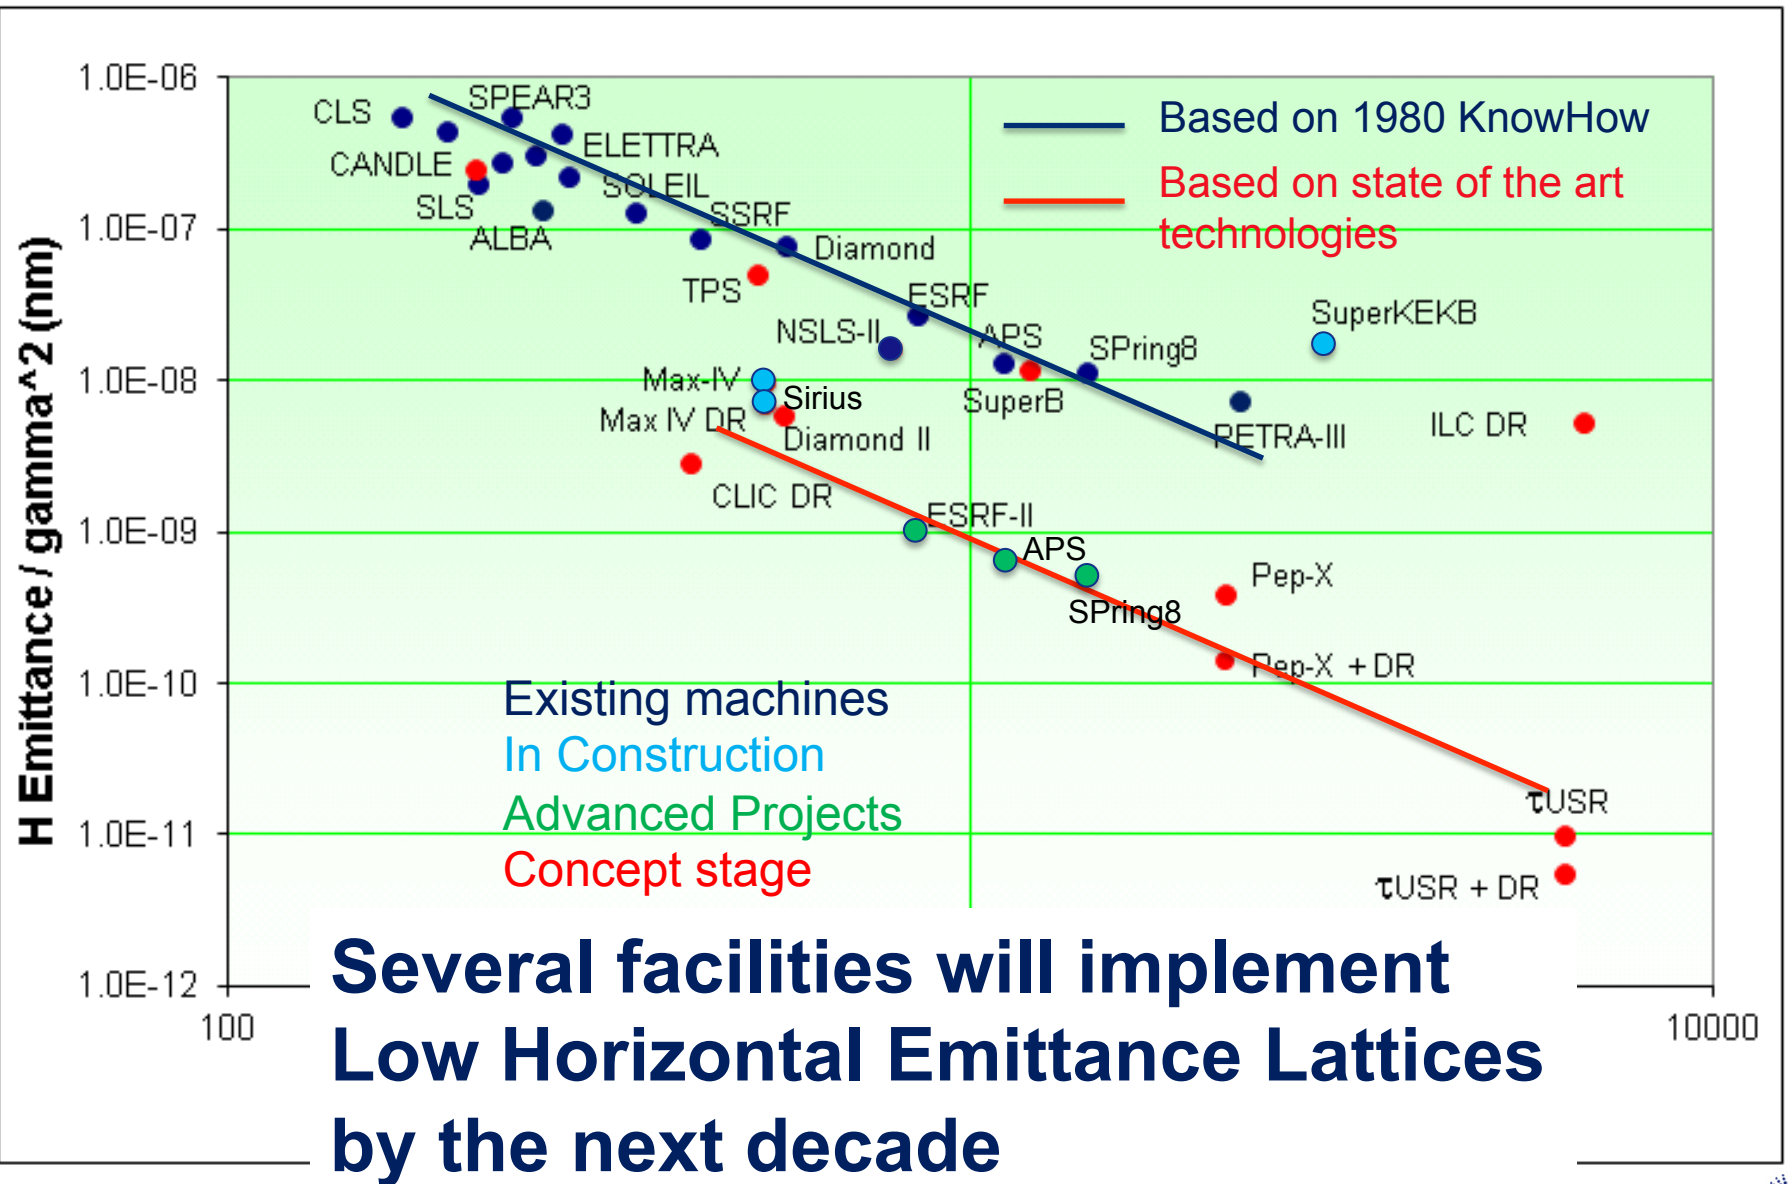 1.0E-06
CLS
SPEAR3
Based on 1980 KnowHow
ELETTRA
CANDLE
Based on state of the art
technologies
SOLEIL
SLS
SSRF
1.0E-07
ALBA
Diamond
TPS
ESRF
SuperKEKB
NSLS-II
APS
SPring8
1.0E-08
Max-IV
Sirius
SuperB
Max IV DR
Diamond II
PETRA-III
ILC DR
CLIC DR
ESRF-II
1.0E-09
APS
Pep-X
SPring8
Pep-X + DR
1.0E-10
H Emittance / gamma^2 (nm)
Existing machines
In Construction
Advanced Projects
Concept stage
τUSR
1.0E-11
τUSR + DR
1.0E-12
100
10000
Several facilities will implement
Low Horizontal Emittance Lattices
by the next decade